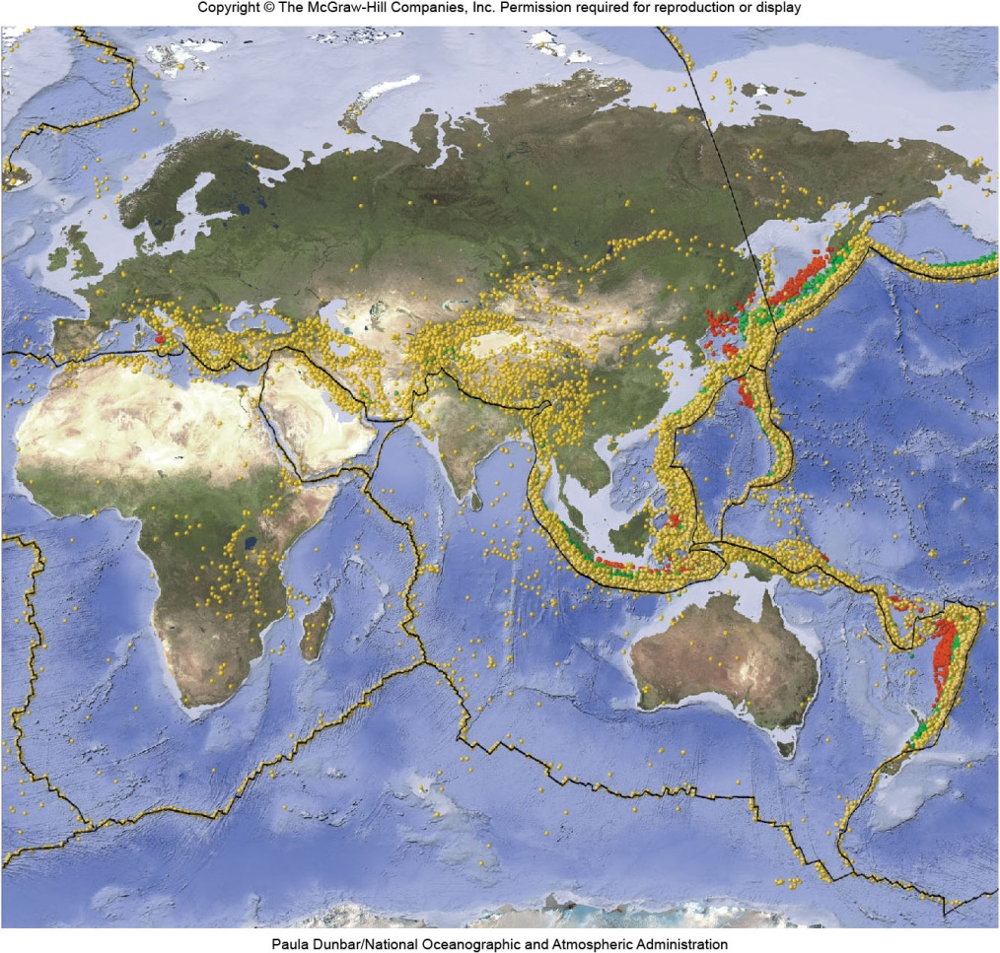 Copyright © The McGraw-Hill Companies, Inc. Permission required for reproduction or display
Paula Dunbar/National Oceanographic and Atmospheric Administration